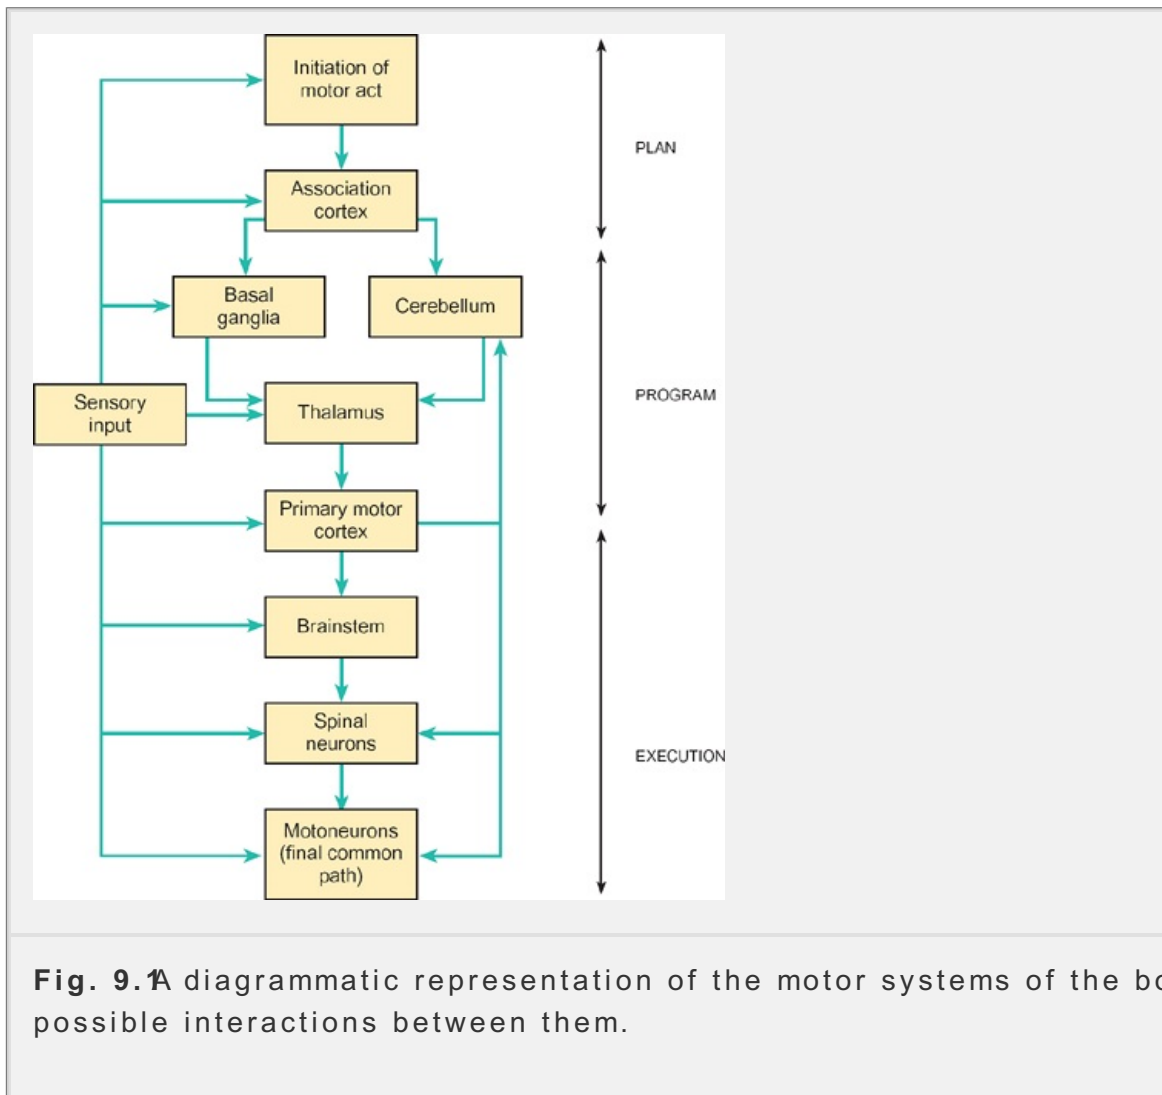 Initiation of
motor act
PLAN
Association
cortex
Basal
ganglia
Cerebellum
PROGRAM
Sensory
input
Thalamus
Primary motor
cortex
Brainstem
Spinal
neurons
EXECUTION
Motoneurons
(final common
path)
Fig. 9.1A diagrammatic representation of the motor systems of the bo
possible interactions between them.